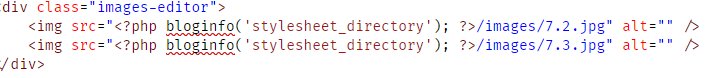 <div class="images-editor">
<img src="<?php bloginfo('stylesheet_directory'); ?>/images/7.2.jpg" alt="" />
<img src="<?php bloginfo('stylesheet_directory'); ?>/images/7.3.jpg" alt="" />
</div>